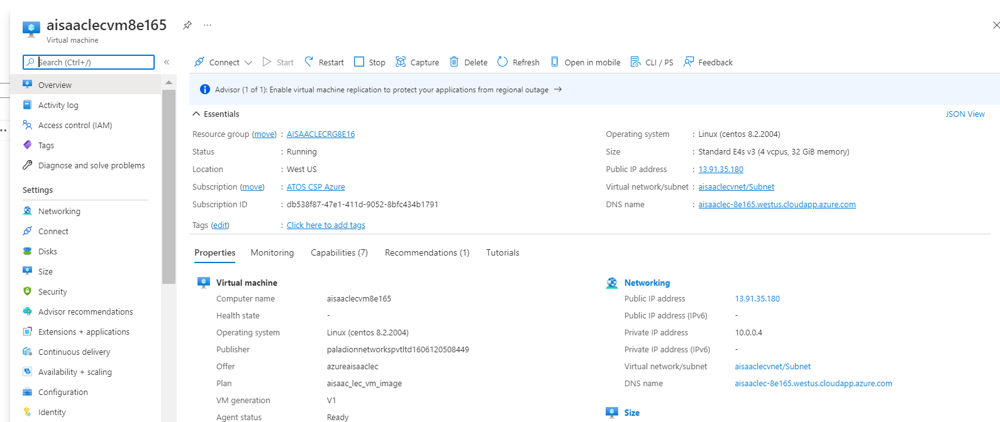 aisaaclecvm8e165
Virtual machine
Search (Ctrl+/)
Overview
Activity log
Access control (IAM)
Tags
Diagnose and solve problems
Settings
Networking
Connect
Disks
Size
Security
Advisor recommendations
Extensions + applications
Continuous delivery
Availability + scaling
Configuration
Identity
Connect Start Restart Stop Capture Delete Refresh Open in mobile CLI / PS Feedback
Advisor (1 of 1): Enable virtual machine replication to protect your applications from regional outage →
Essentials JSON View
Resource group (move) : AISAACLECRG8E16
Status : Running
Location : West US
Subscription (move) : ATOS CSP Azure
Subscription ID : db538f87-47e1-411d-9052-8bfc434b1791
Tags (edit) : Click here to add tags
Operating system : Linux (centos 8.2.2004)
Size : Standard E4s v3 (4 vcpus, 32 GiB memory)
Public IP address : 13.91.35.180
Virtual network/subnet : aisaaclecvnet/Subnet
DNS name : aisaaclec-8e165.westus.cloudapp.azure.com
Properties Monitoring Capabilities (7) Recommendations (1) Tutorials
Virtual machine
Computer name aisaaclecvm8e165
Health state -
Operating system Linux (centos 8.2.2004)
Publisher paladionnetworkspvtltd1606120508449
Offer azureaisaaclec
Plan aisaac_lec_vm_image
VM generation V1
Agent status Ready
Networking
Public IP address 13.91.35.180
Public IP address (IPv6) -
Private IP address 10.0.0.4
Private IP address (IPv6) -
Virtual network/subnet aisaaclecvnet/Subnet
DNS name aisaaclec-8e165.westus.cloudapp.azure.com
Size